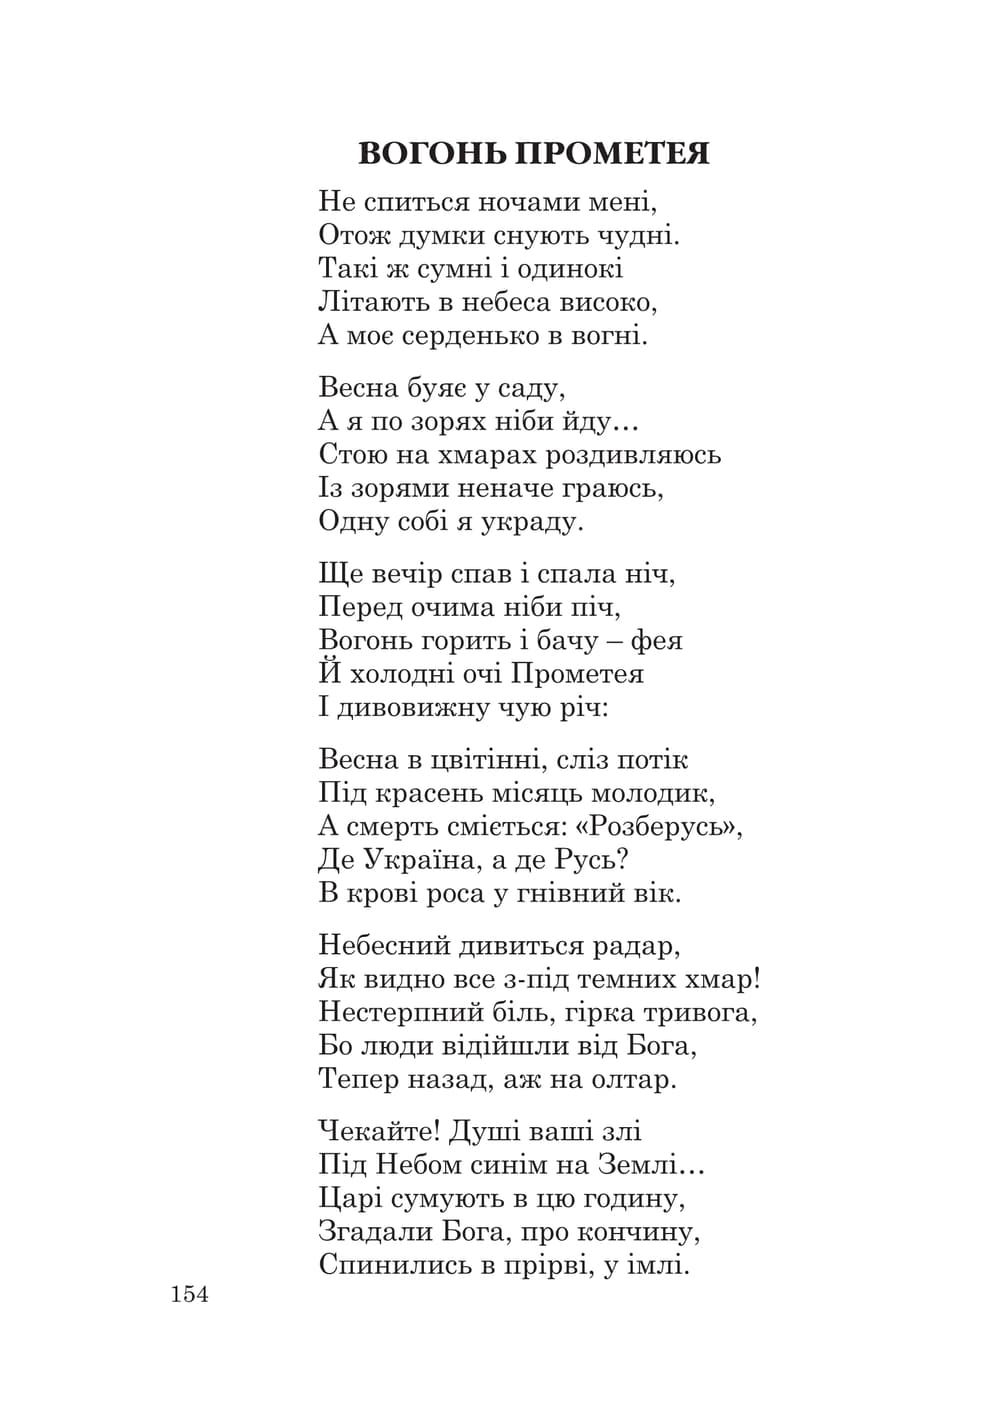 ВОГОНЬ ПРОМЕТЕЯ
Не спиться ночами мені,
Отож думки снують чудні.
Такі ж сумні і одинокі
Літають в небеса високо,
А моє серденько в вогні.
Весна буяє у саду,
А я по зорях ніби йду…
Стою на хмарах роздивляюсь
Із зорями неначе граюсь,
Одну собі я украду.
Ще вечір спав і спала ніч,
Перед очима ніби піч,
Вогонь горить і бачу – фея
Й холодні очі Прометея
І дивовижну чую річ:
Весна в цвітінні, сліз потік
Під красень місяць молодик,
А смерть сміється: «Розберусь»,
Де Україна, а де Русь?
В крові роса у гнівний вік.
Небесний дивиться радар,
Як видно все з-під темних хмар!
Нестерпний біль, гірка тривога,
Бо люди відійшли від Бога,
Тепер назад, аж на олтар.
Чекайте! Душі ваші злі
Під Небом синім на Землі…
Царі сумують в цю годину,
Згадали Бога, про кончину,
Спинились в прірві, у імлі.
154